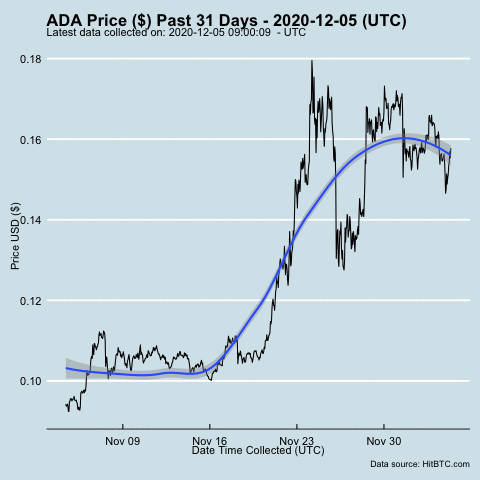 ADA Price ($) Past 31 Days - 2020-12-05 (UTC)
Latest data collected on: 2020-12-05 09:00:09 - UTC
0.18
0.16
0.14
0.12
0.10
Price USD ($)
Nov 09
Nov 16
Nov 23
Nov 30
Date Time Collected (UTC)
Data source: HitBTC.com